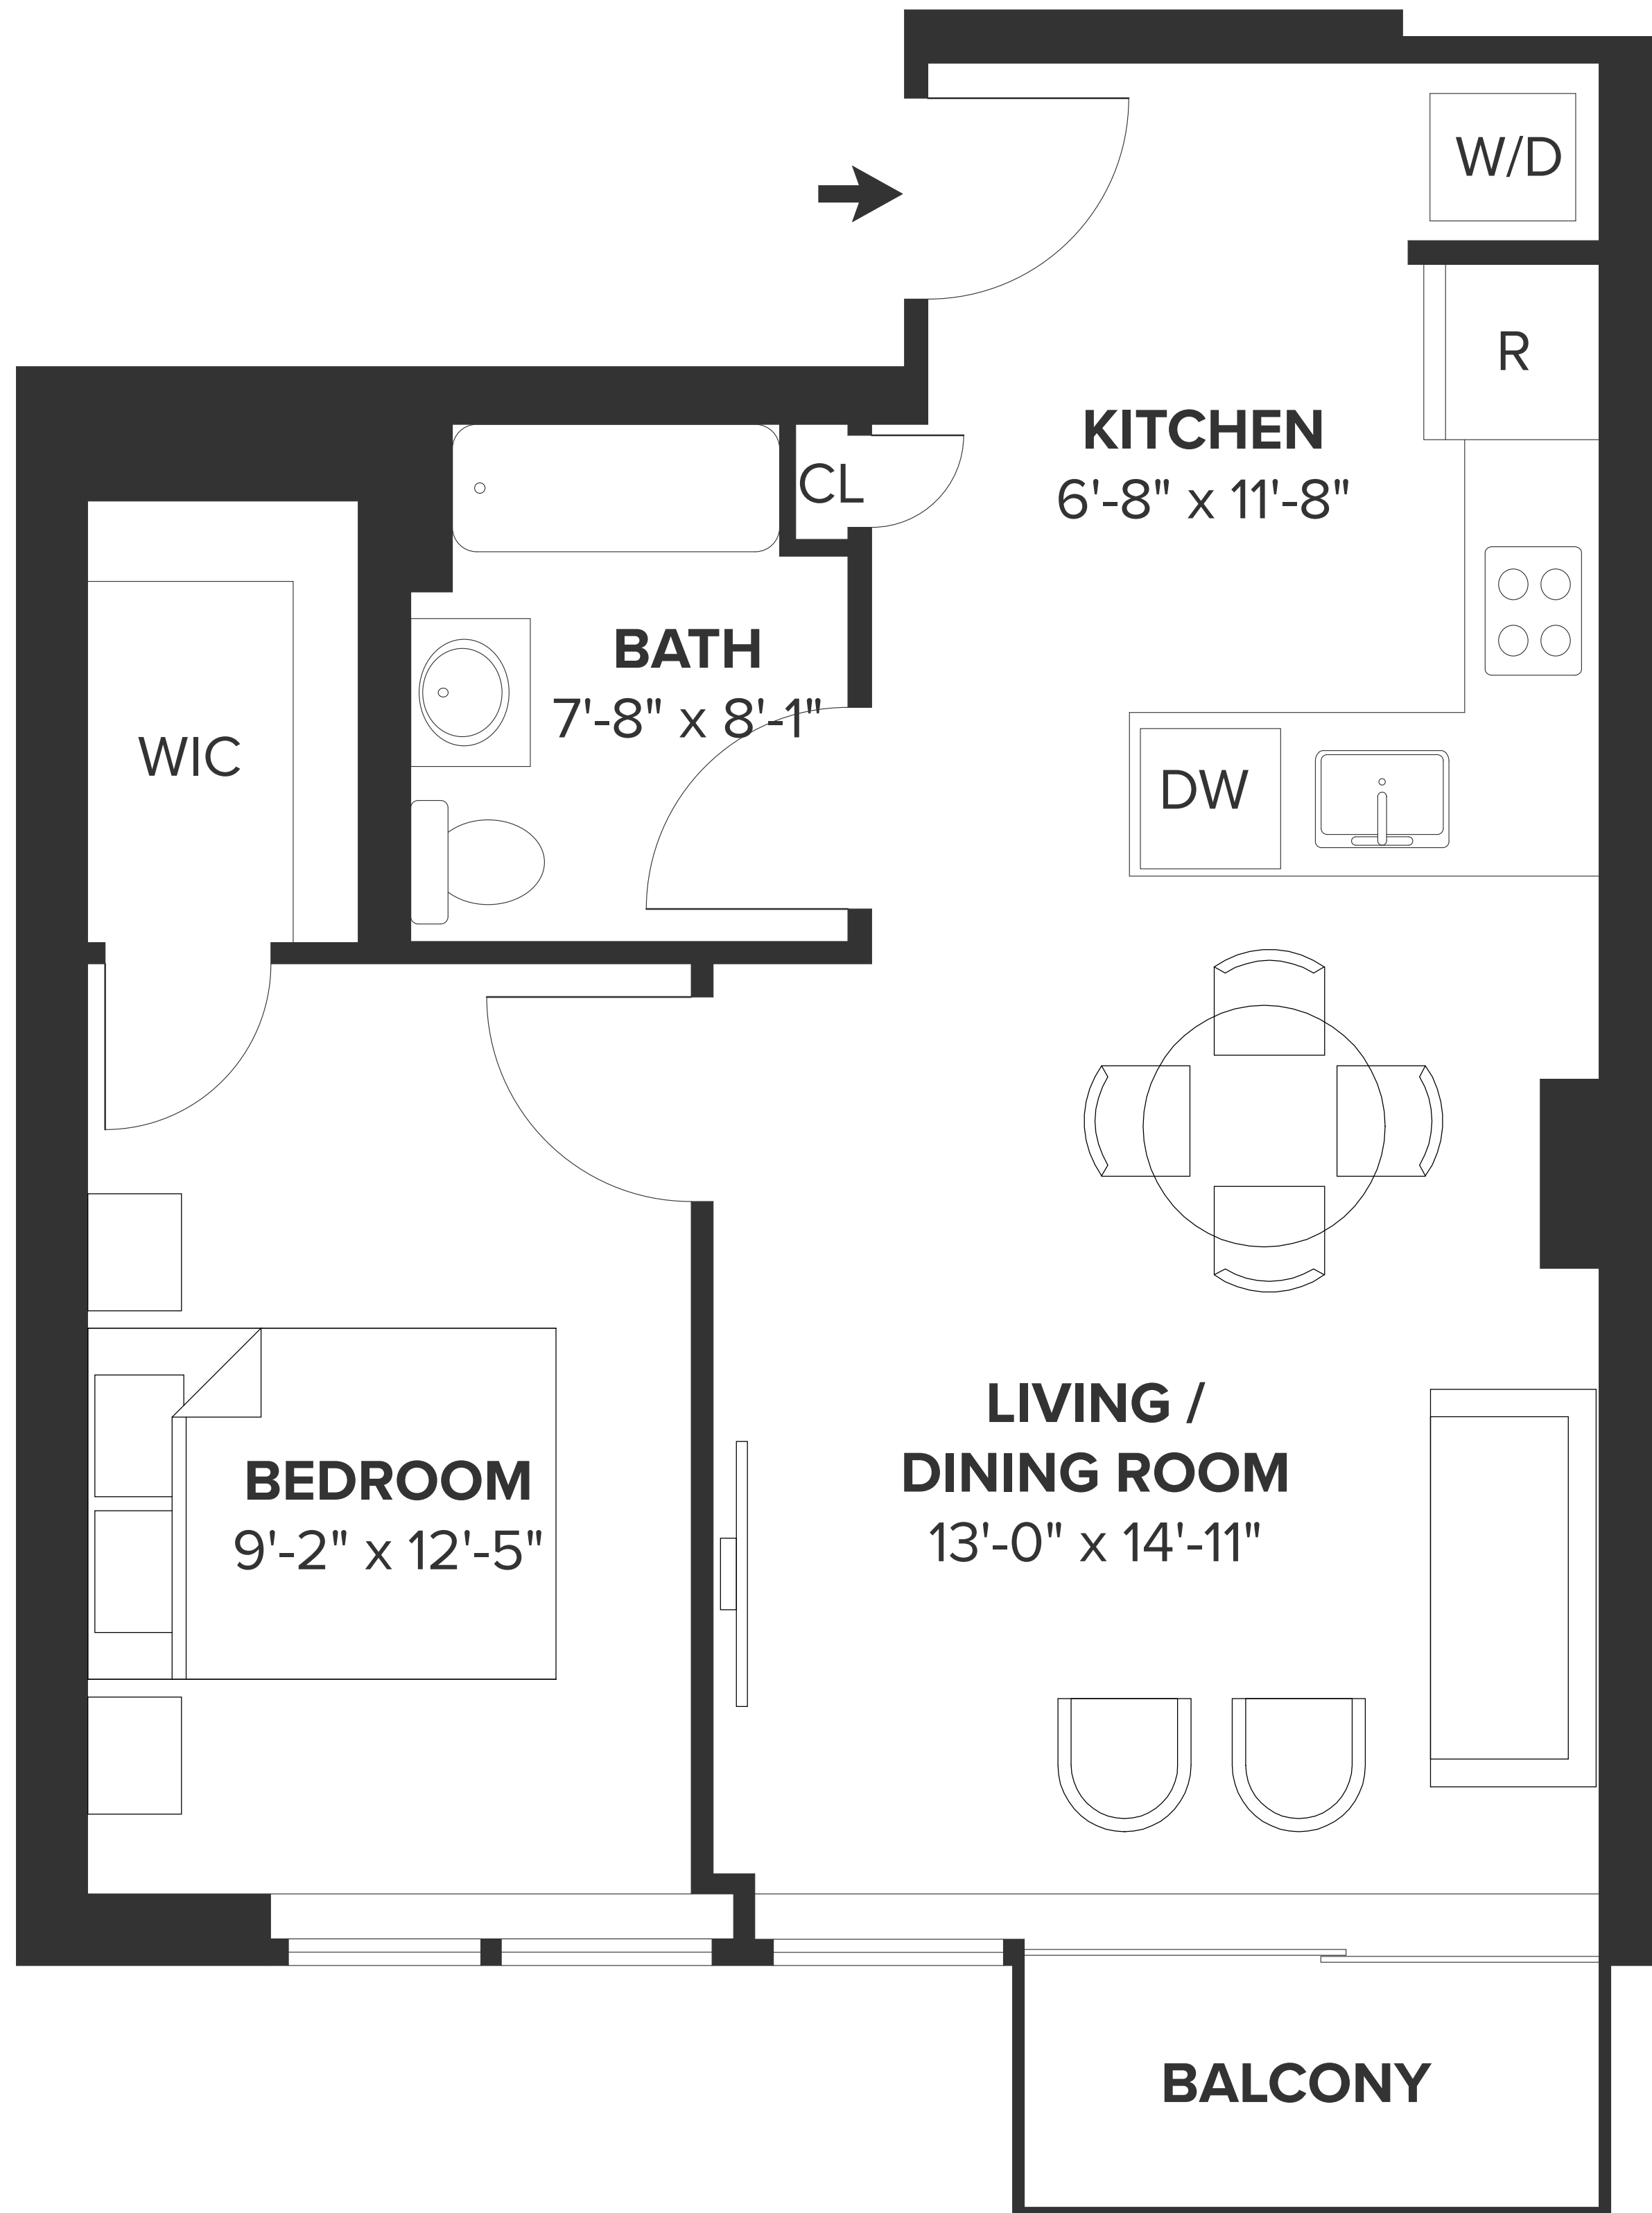 W/D
R
KITCHEN
6'-8" x 11'-8"
CL
BATH
7'-8" x 8'-1"
WIC
DW
LIVING /
DINING ROOM
13'-0" x 14'-11"
BEDROOM
9'-2" x 12'-5"
BALCONY